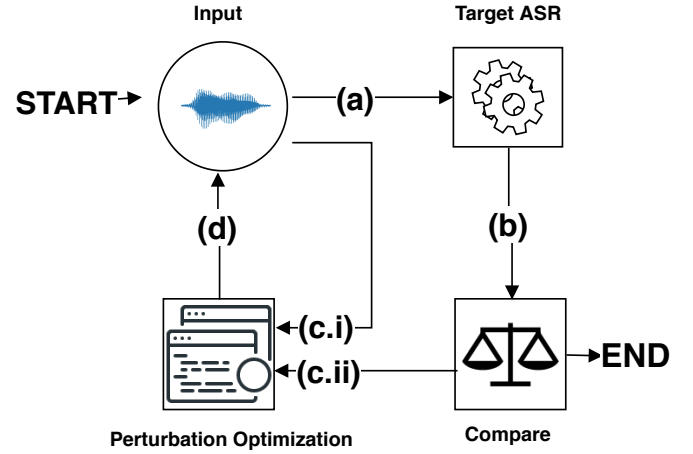 Input
Target ASR
START
(a)
(d)
(b)
(c.i)
(c.ii)
END
Perturbation Optimization
Compare